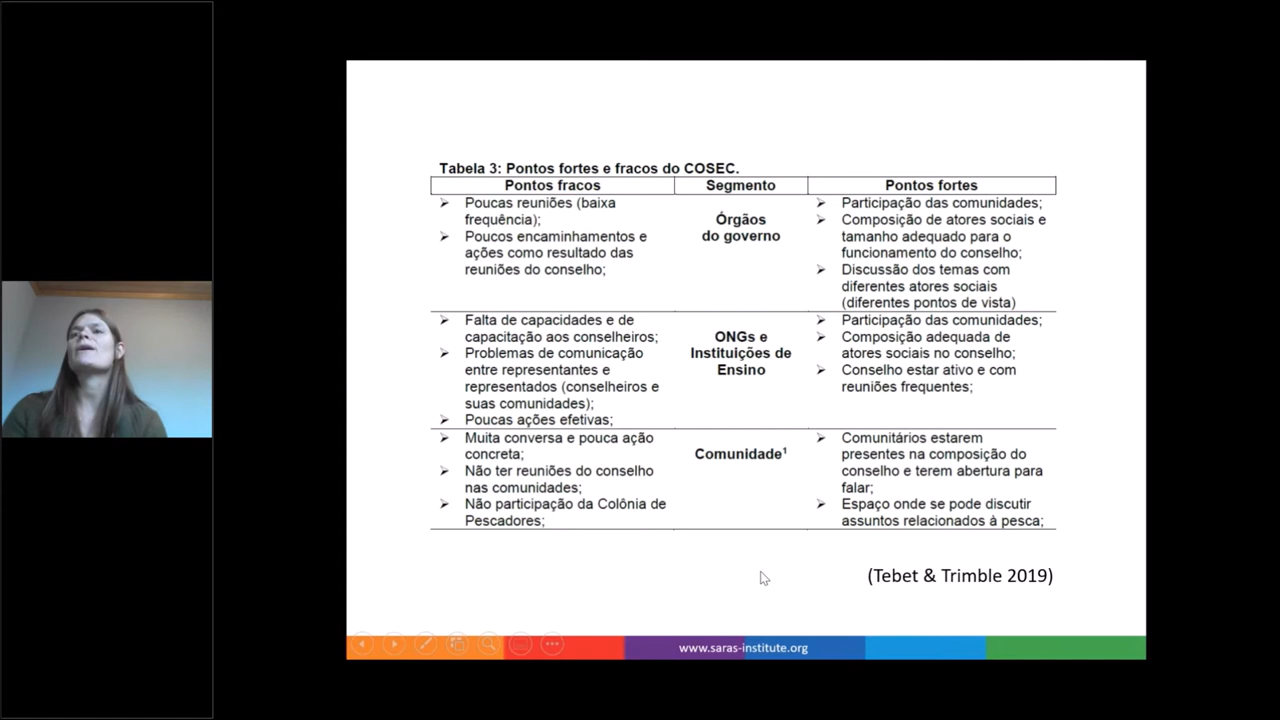 Tabela 3: Pontos fortes e fracos do COSEC.
Pontos fracos Segmento Pontos fortes
Poucas reuniões (baixa
frequência);
Poucos encaminhamentos e
ações como resultado das
reuniões do conselho;
Órgãos
do governo
Participação das comunidades;
Composição de atores sociais e
tamanho adequado para o
funcionamento do conselho;
Discussão dos temas com
diferentes atores sociais
(diferentes pontos de vista)
Falta de capacidades e de
capacitação aos conselheiros;
Problemas de comunicação
entre representantes e
representados (conselheiros e
suas comunidades);
Poucas ações efetivas;
ONGs e
Instituições de
Ensino
Participação das comunidades;
Composição adequada de
atores sociais no conselho;
Conselho estar ativo e com
reuniões frequentes;
Muita conversa e pouca ação
concreta;
Não ter reuniões do conselho
nas comunidades;
Não participação da Colônia de
Pescadores;
Comunidade¹
Comunitários estarem
presentes na composição do
conselho e terem abertura para
falar;
Espaço onde se pode discutir
assuntos relacionados à pesca;
(Tebet & Trimble 2019)
www.saras-institute.org